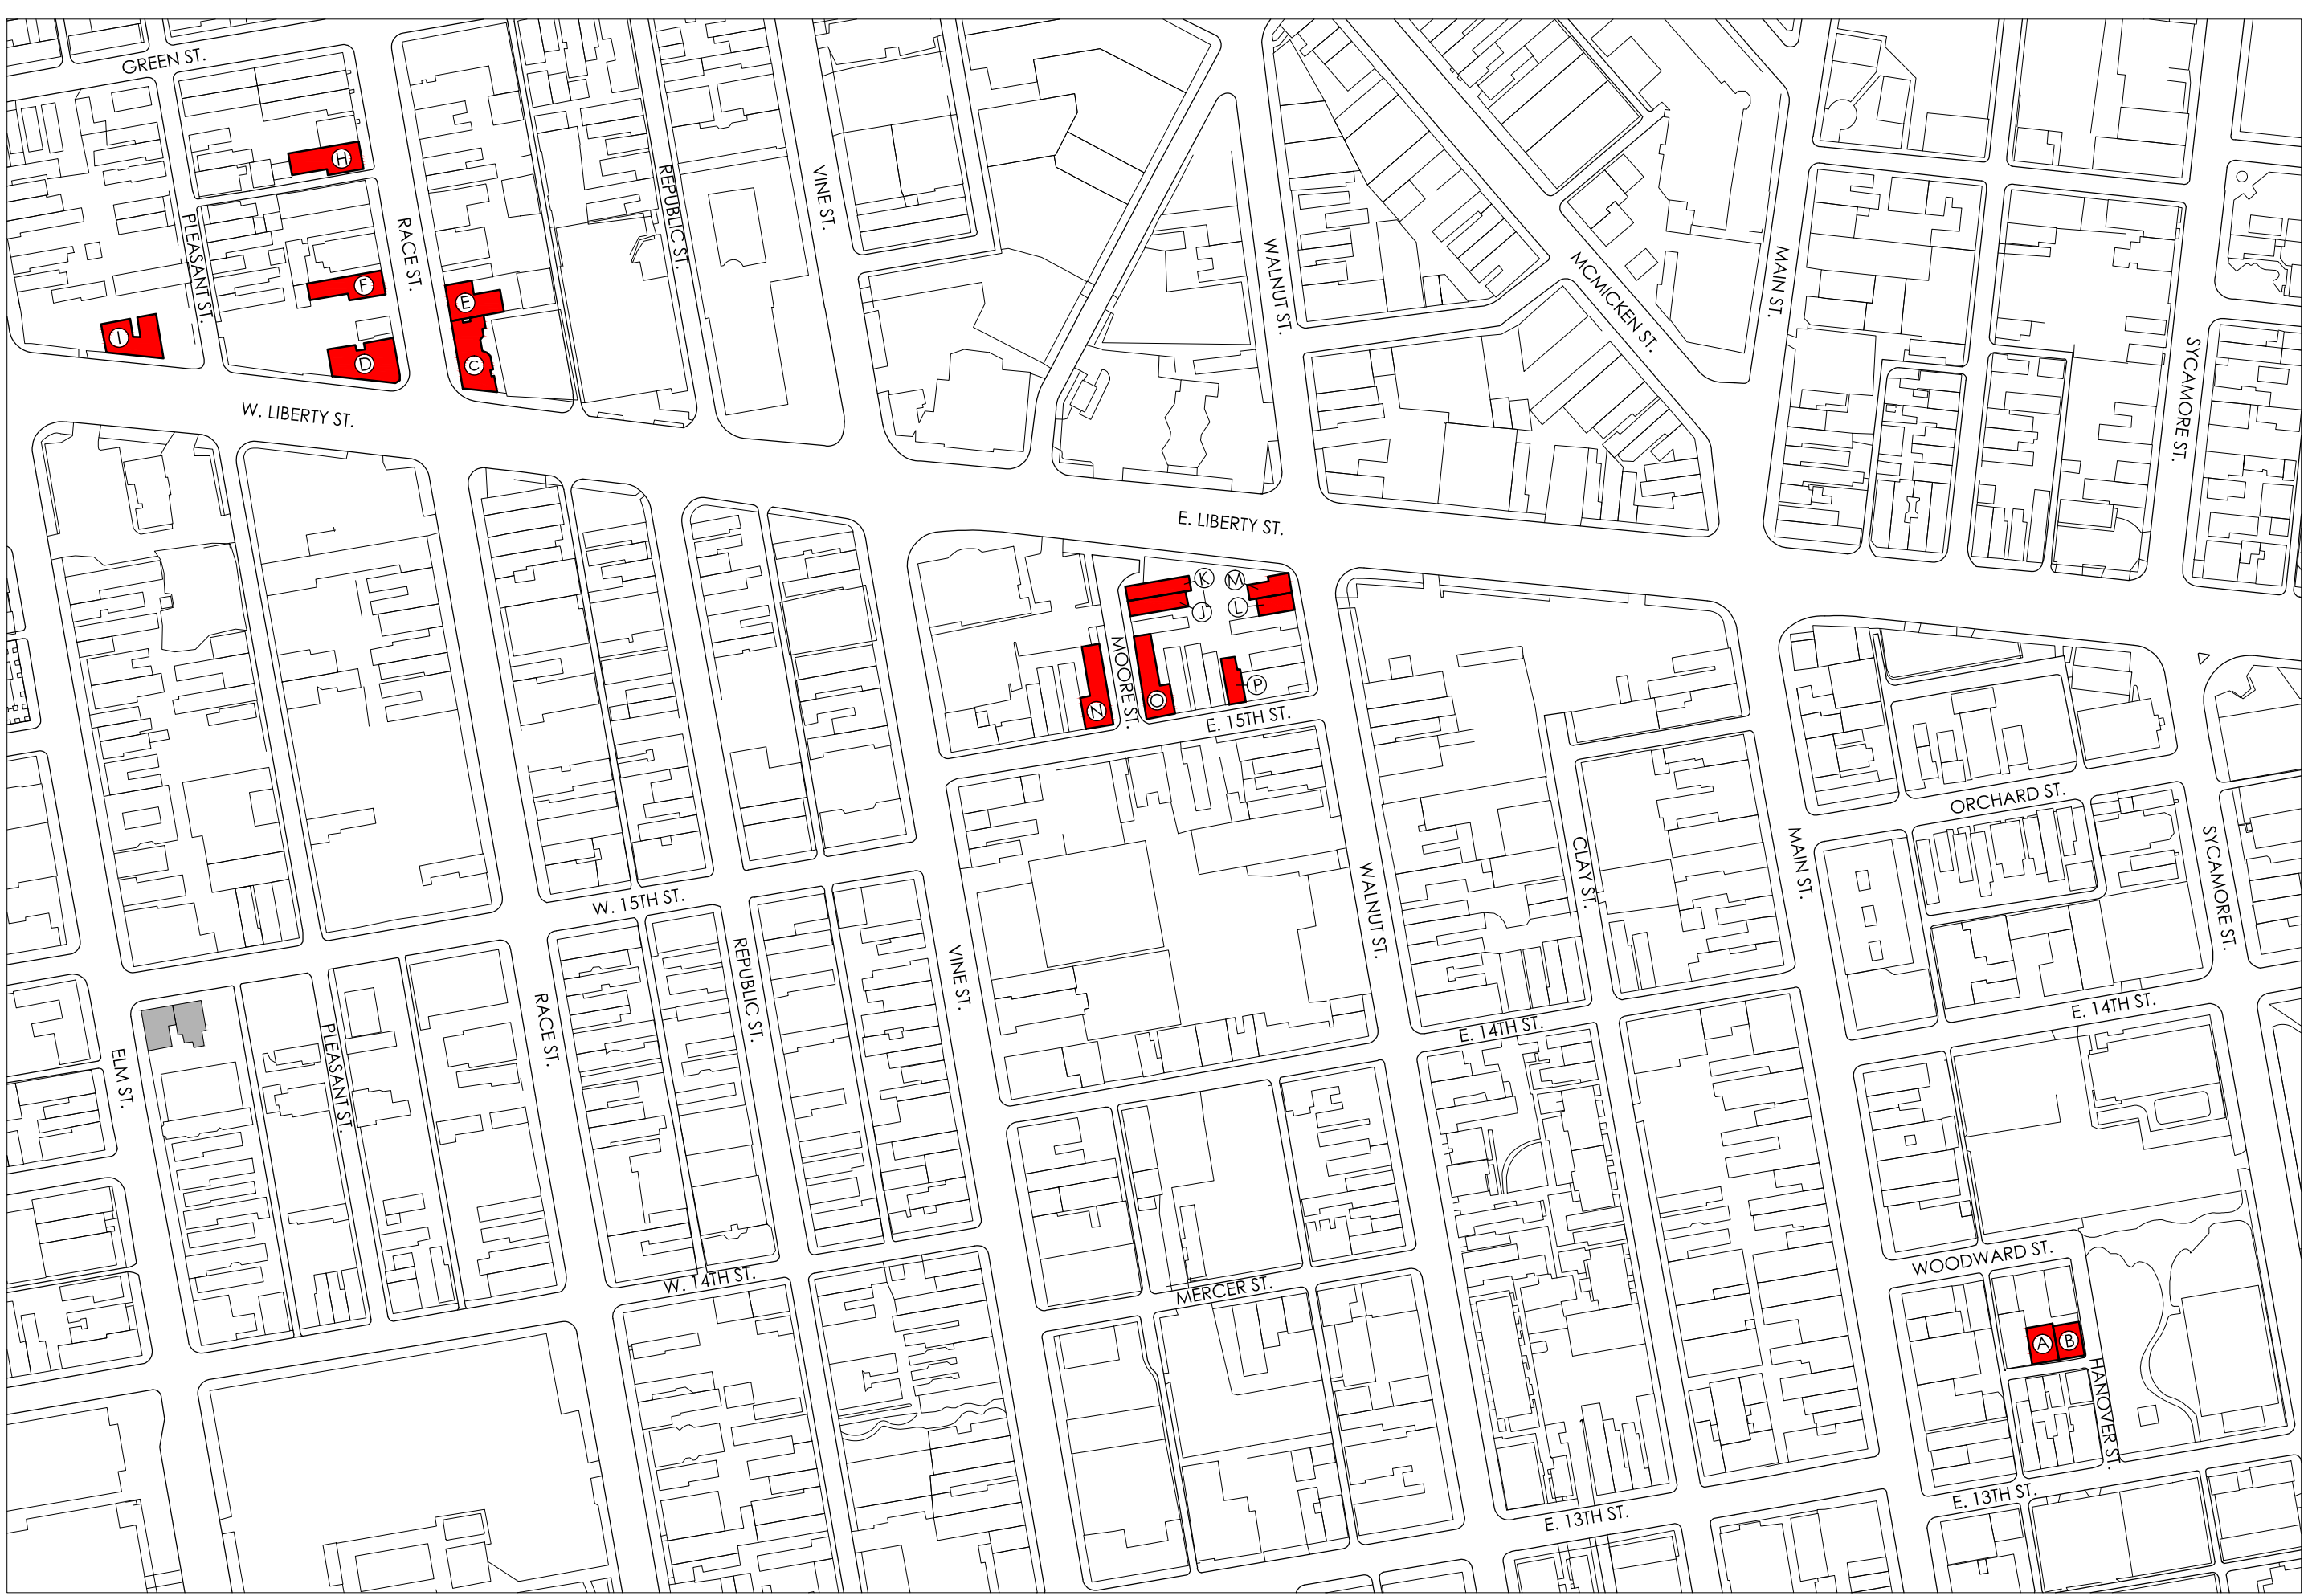 GREEN ST.
H
PLEASANT ST.
RACE ST.
REPUBLIC ST.
VINE ST.
WALNUT ST.
MCMICKEN ST.
MAIN ST.
SYCAMORE ST.
F
E
I
D
C
W. LIBERTY ST.
E. LIBERTY ST.
K
M
J
L
MOORE ST.
N
O
P
E. 15TH ST.
ORCHARD ST.
MAIN ST.
SYCAMORE ST.
CLAY ST.
WALNUT ST.
W. 15TH ST.
REPUBLIC ST.
VINE ST.
RACE ST.
PLEASANT ST.
ELM ST.
E. 14TH ST.
E. 14TH ST.
W. 14TH ST.
MERCER ST.
WOODWARD ST.
A
B
HANOVER ST.
E. 13TH ST.
E. 13TH ST.